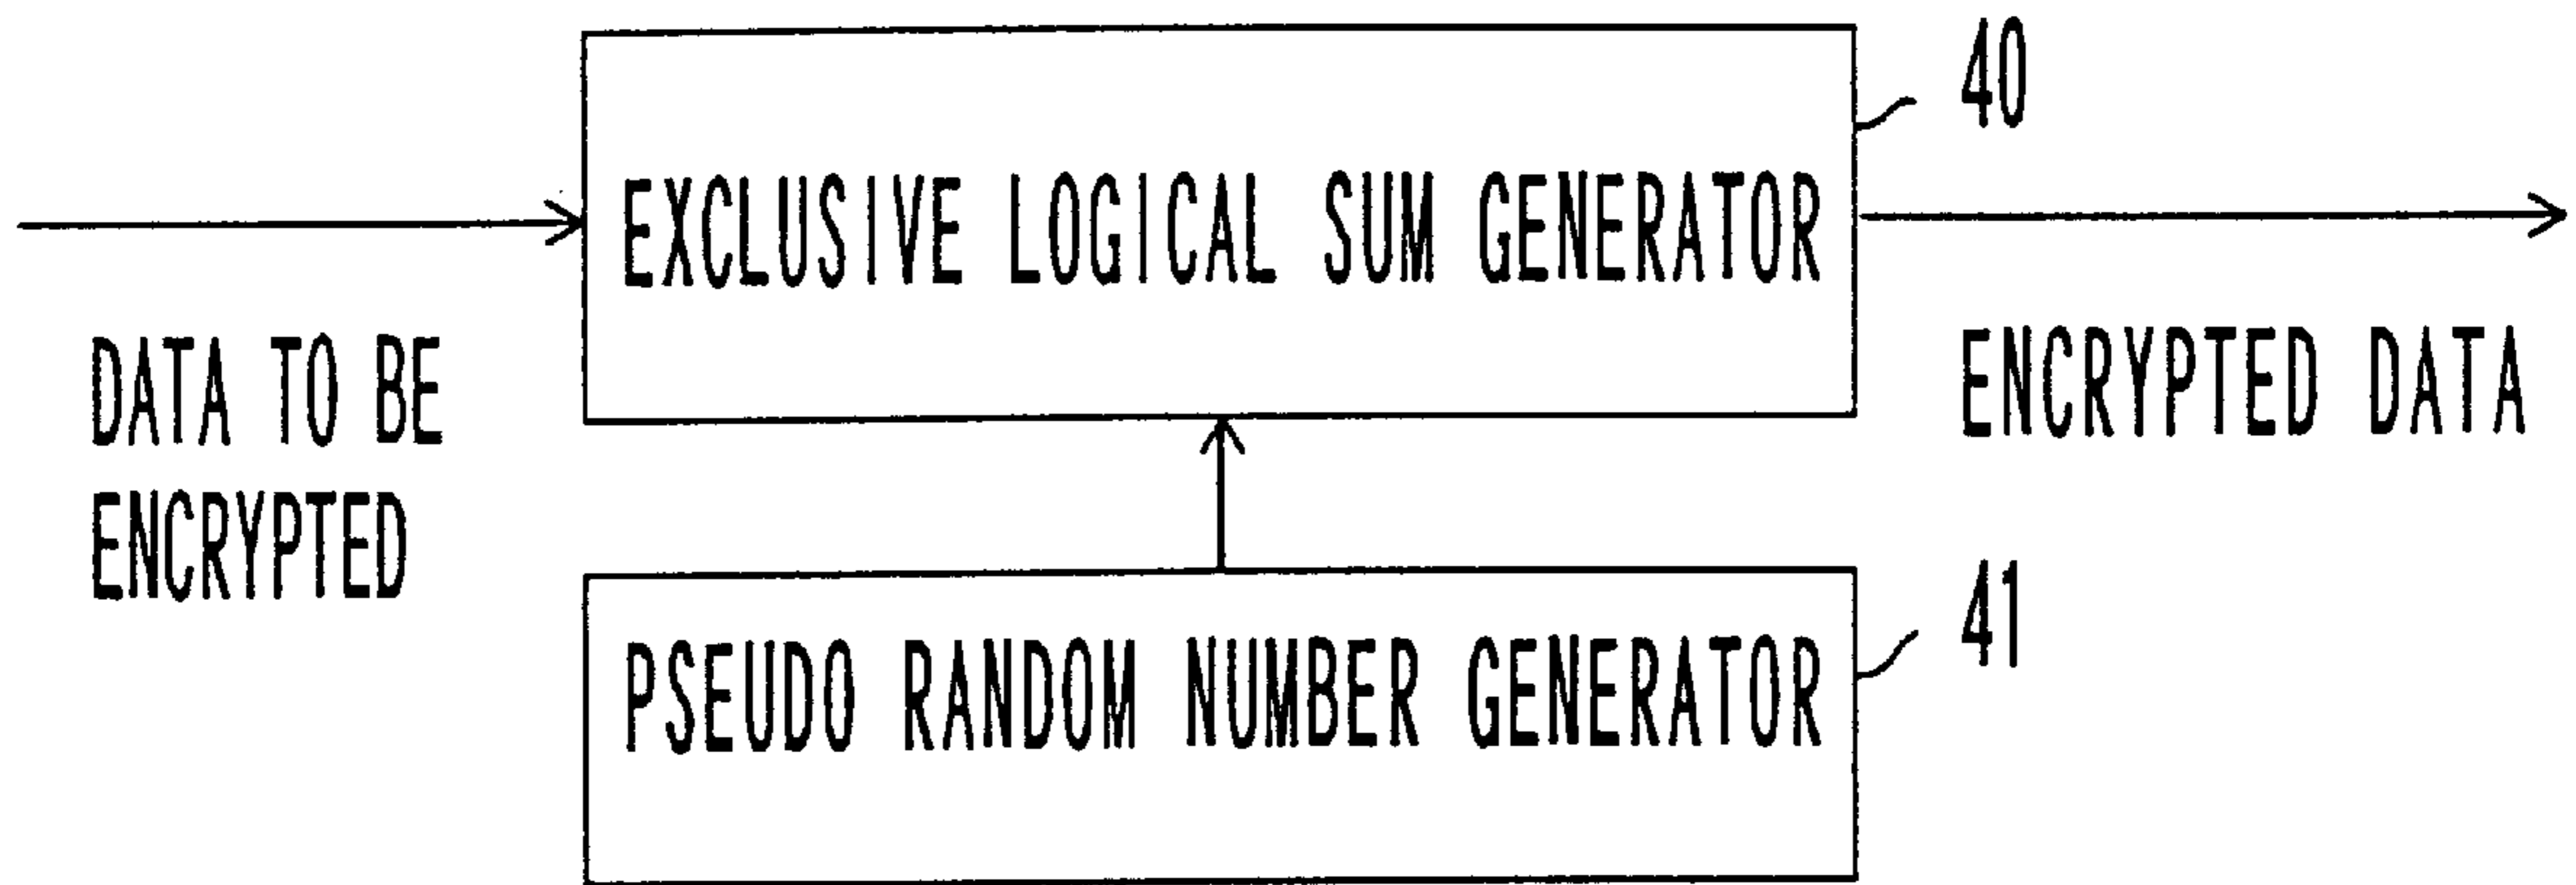 40
EXCLUSIVE LOGICAL SUM GENERATOR
DATA TO BE
ENCRYPTED
ENCRYPTED DATA
41
PSEUDO RANDOM NUMBER GENERATOR